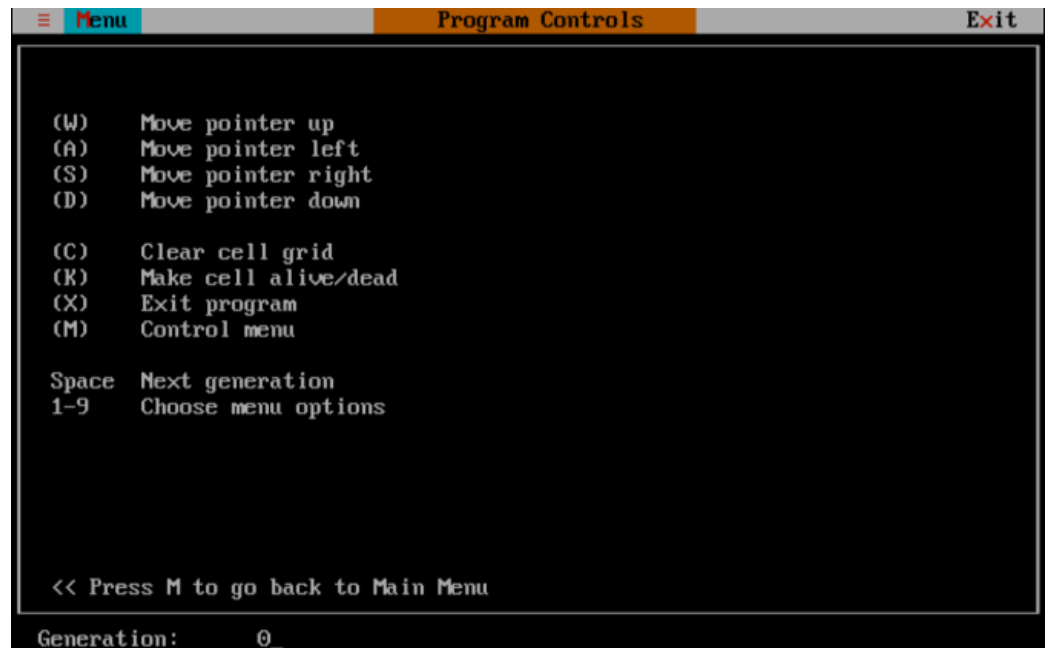 ≡ Menu Program Controls Exit
(W) Move pointer up
(A) Move pointer left
(S) Move pointer right
(D) Move pointer down
(C) Clear cell grid
(K) Make cell alive/dead
(X) Exit program
(M) Control menu
Space Next generation
1-9 Choose menu options
<< Press M to go back to Main Menu
Generation: 0_